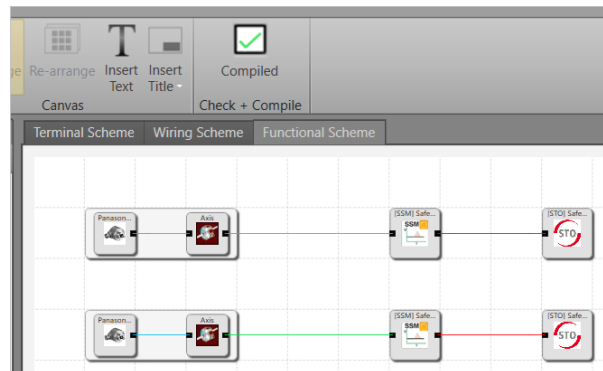 ge
Re-arrange
Insert
Text
Insert
Title
Compiled
Canvas
Check + Compile
Terminal Scheme
Wiring Scheme
Functional Scheme
Panason...
Axis
[SSM] Safe...
SSM
[STO] Safe...
STO
Panason...
Axis
[SSM] Safe...
SSM
[STO] Safe...
STO